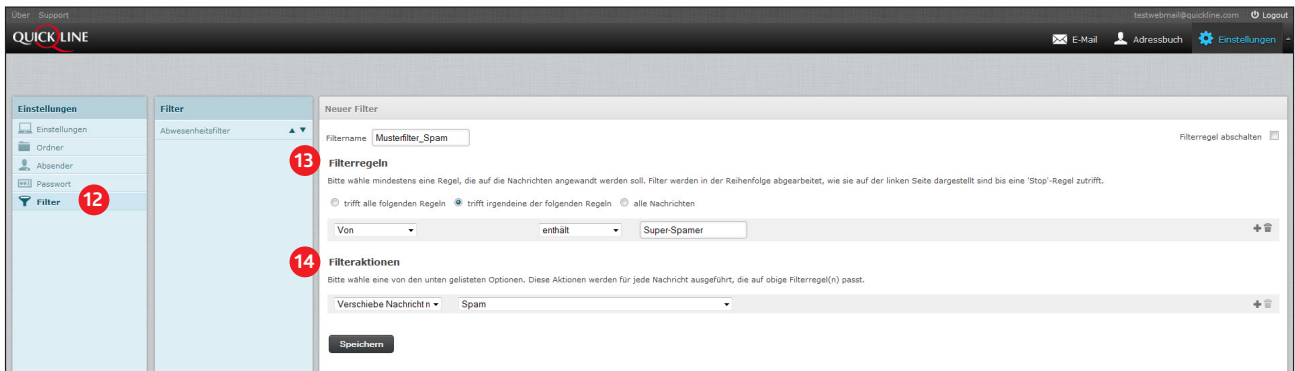 Über Support
testwebmail@quickline.com Logout
QUICKLINE
E-Mail Adressbuch Einstellungen
Einstellungen
Einstellungen
Ordner
Absender
Passwort
Filter
12
Filter
Abwesenheitsfilter
Neuer Filter
Filtername Musterfilter_Spam
Filterregel abschalten
13
Filterregeln
Bitte wähle mindestens eine Regel, die auf die Nachrichten angewandt werden soll. Filter werden in der Reihenfolge abgearbeitet, wie sie auf der linken Seite dargestellt sind bis eine 'Stop'-Regel zutrifft.
trifft alle folgenden Regeln trifft irgendeine der folgenden Regeln alle Nachrichten
Von enthält Super-Spamer
14
Filteraktionen
Bitte wähle eine von den unten gelisteten Optionen. Diese Aktionen werden für jede Nachricht ausgeführt, die auf obige Filterregel(n) passt.
Verschiebe Nachricht n Spam
Speichern